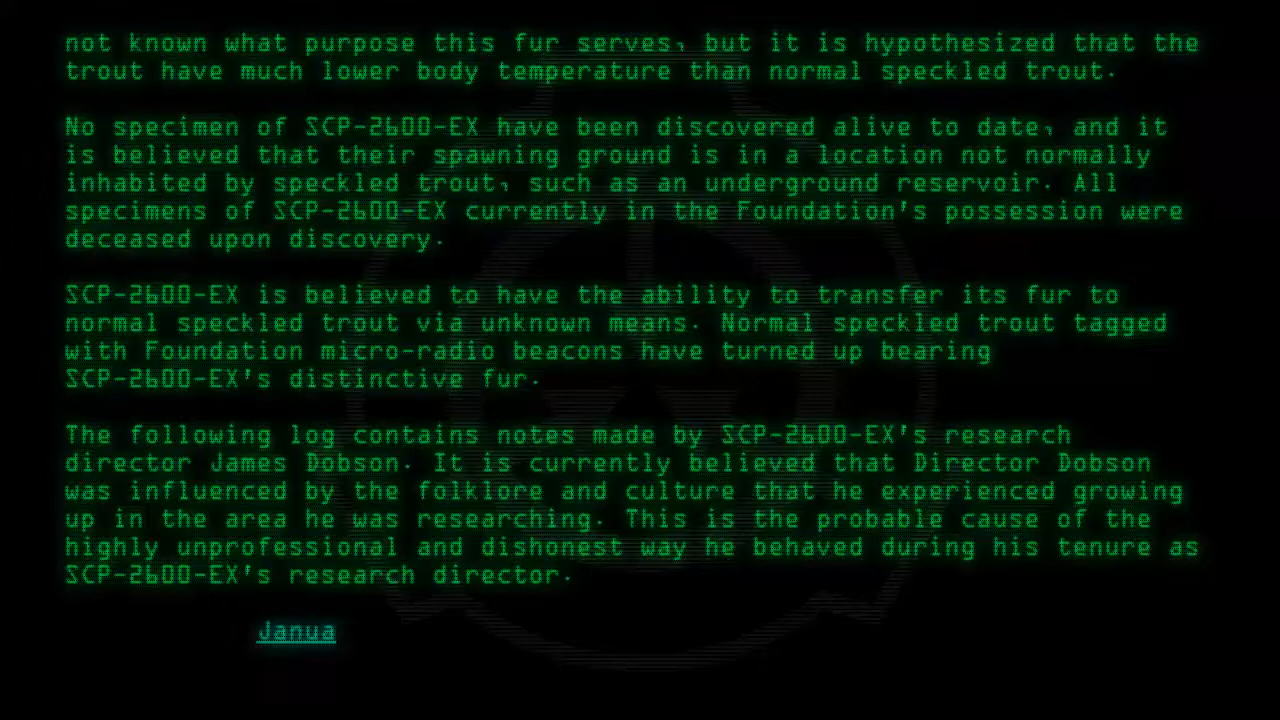 not known what purpose this fur serves, but it is hypothesized that the
trout have much lower body temperature than normal speckled trout.
No specimen of SCP-2600-EX have been discovered alive to date, and it
is believed that their spawning ground is in a location not normally
inhabited by speckled trout, such as an underground reservoir. All
specimens of SCP-2600-EX currently in the Foundation's possession were
deceased upon discovery.
SCP-2600-EX is believed to have the ability to transfer its fur to
normal speckled trout via unknown means. Normal speckled trout tagged
with Foundation micro-radio beacons have turned up bearing
SCP-2600-EX's distinctive fur.
The following log contains notes made by SCP-2600-EX's research
director James Dobson. It is currently believed that Director Dobson
was influenced by the folklore and culture that he experienced growing
up in the area he was researching. This is the probable cause of the
highly unprofessional and dishonest way he behaved during his tenure as
SCP-2600-EX's research director.
Janua